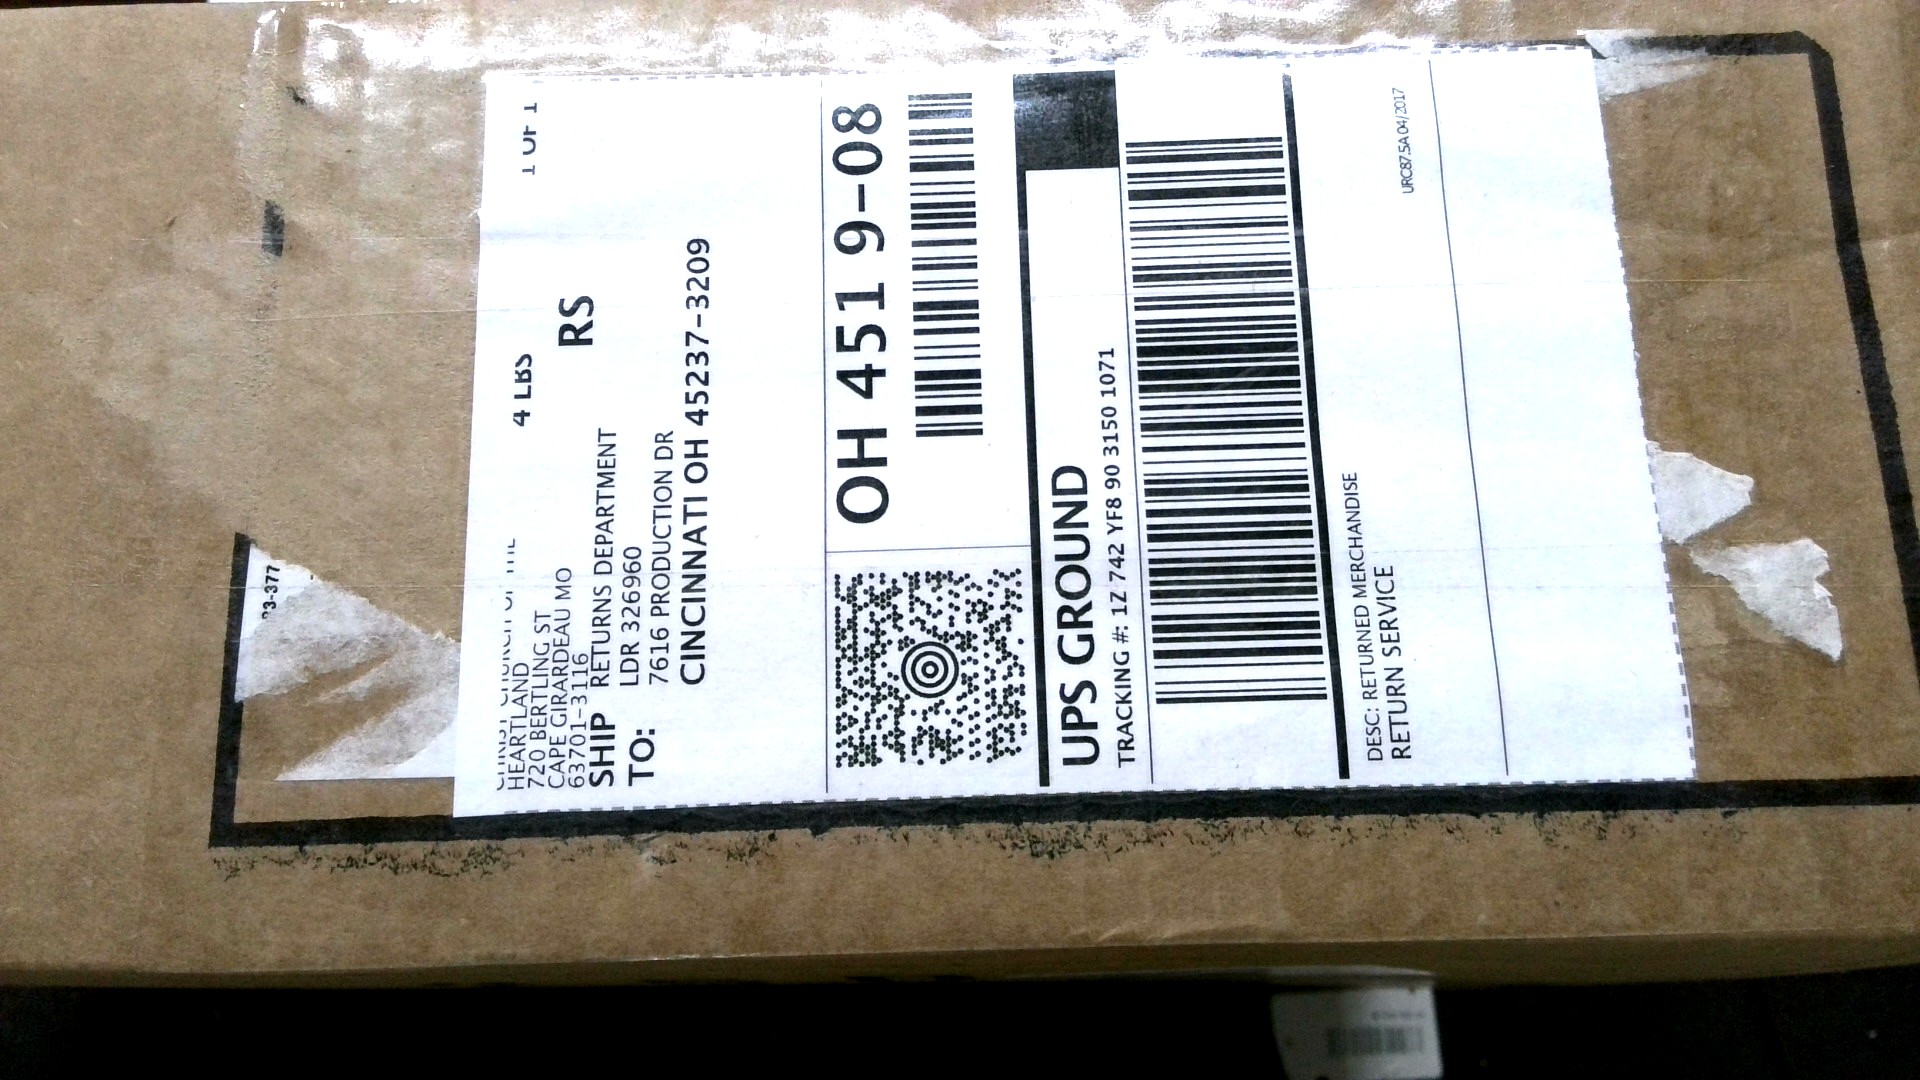 4 LBS
1 OF 1
HEARTLAND
720 BERTLING ST
CAPE GIRARDEAU MO
63701-3116
RS
SHIP
TO:
RETURNS DEPARTMENT
LDR 326960
7616 PRODUCTION DR
CINCINNATI OH 45237-3209
OH 451 9-08
UPS GROUND
TRACKING #: 1Z 742 YF8 90 3150 1071
DESC: RETURNED MERCHANDISE
RETURN SERVICE
URC87.5A 04/2017